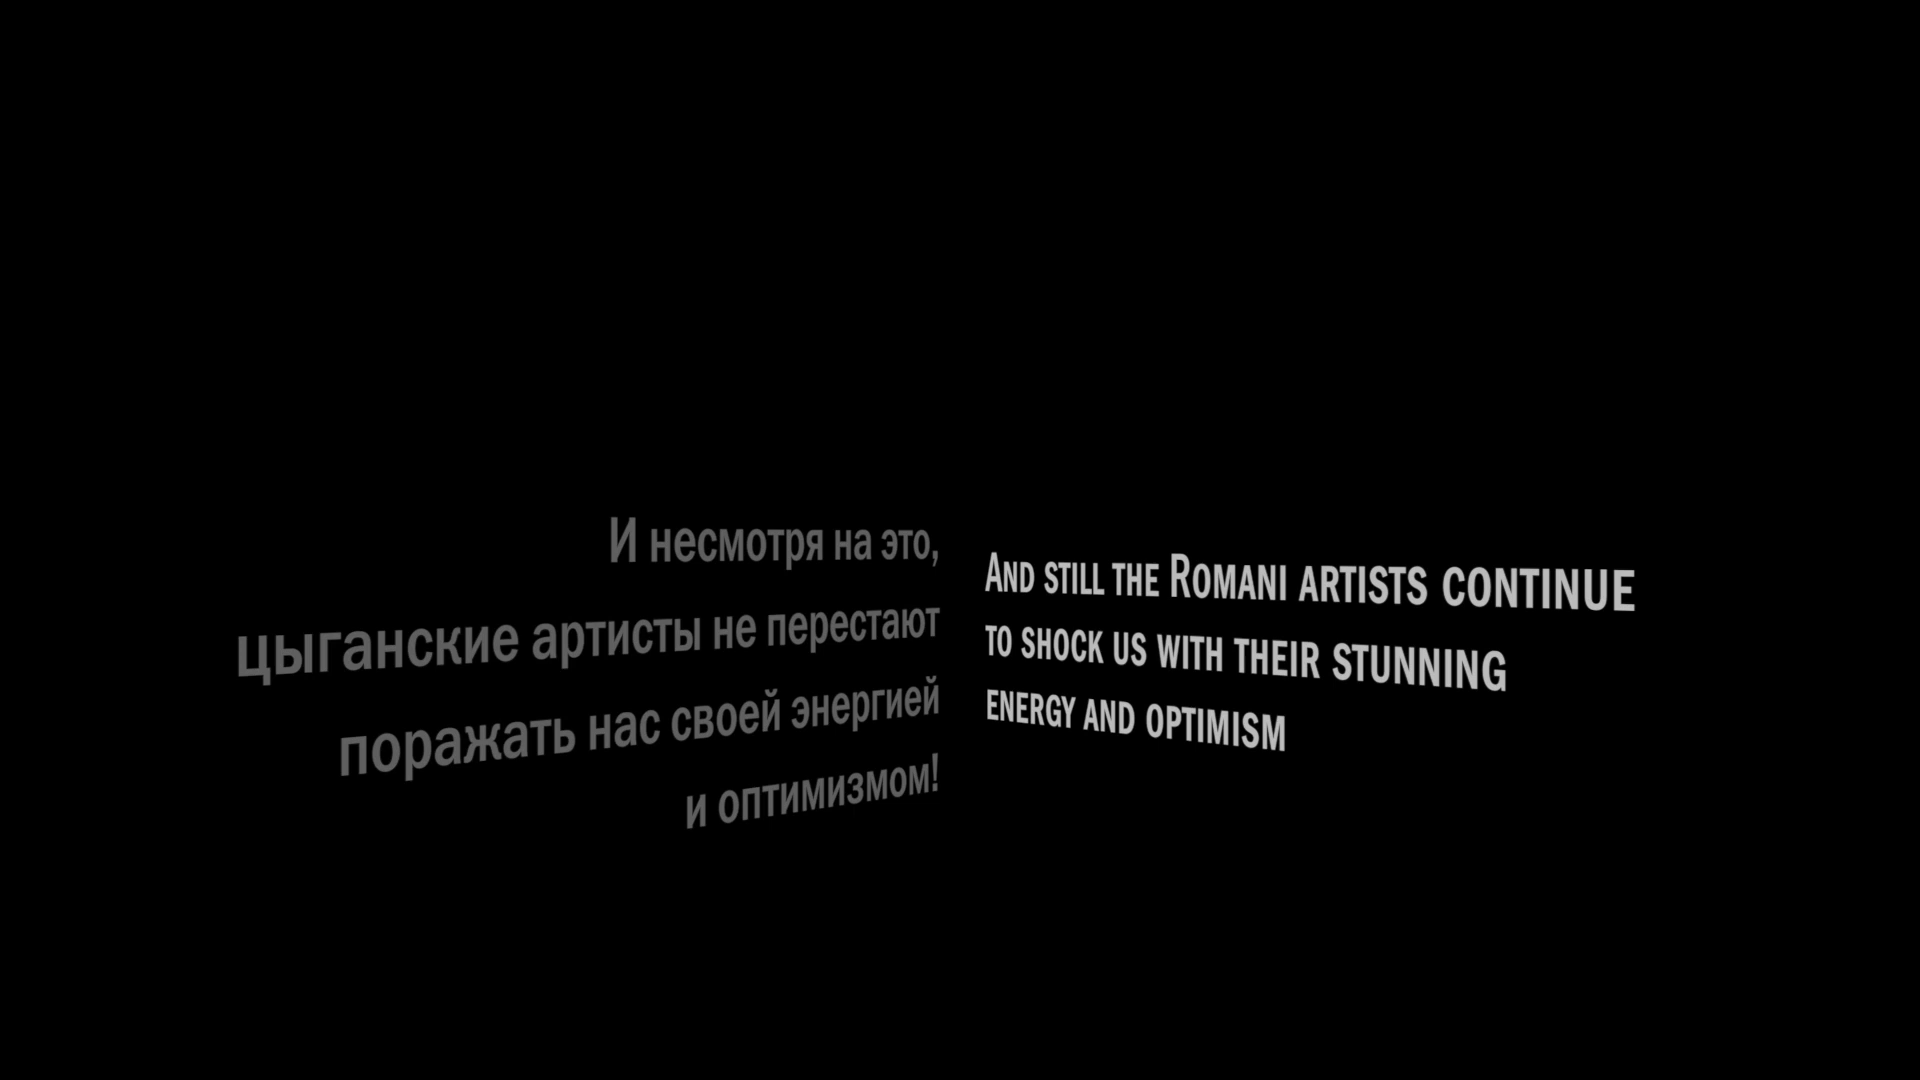 И несмотря на это,
цыганские артисты не перестают
поражать нас своей энергией
и оптимизмом!
And still the Romani artists continue
to shock us with their stunning
energy and optimism